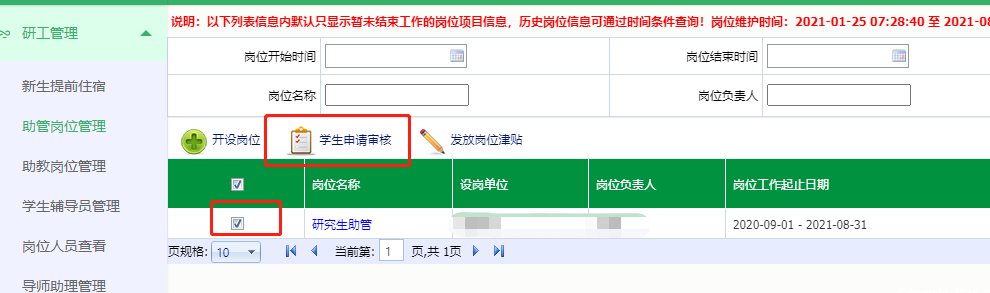 说明：以下列表信息内默认只显示暂未结束工作的岗位项目信息，历史岗位信息可通过时间条件查询！岗位维护时间：2021-01-25 07:28:40 至 2021-08
研工管理
新生提前住宿
助管岗位管理
助教岗位管理
学生辅导员管理
岗位人员查看
导师助理管理
岗位开始时间 岗位结束时间
岗位名称 岗位负责人
开设岗位 学生申请审核 发放岗位津贴
岗位名称 设岗单位 岗位负责人 岗位工作起止日期
研究生助管 2020-09-01 - 2021-08-31
页规格: 10 当前第: 1 页,共 1页